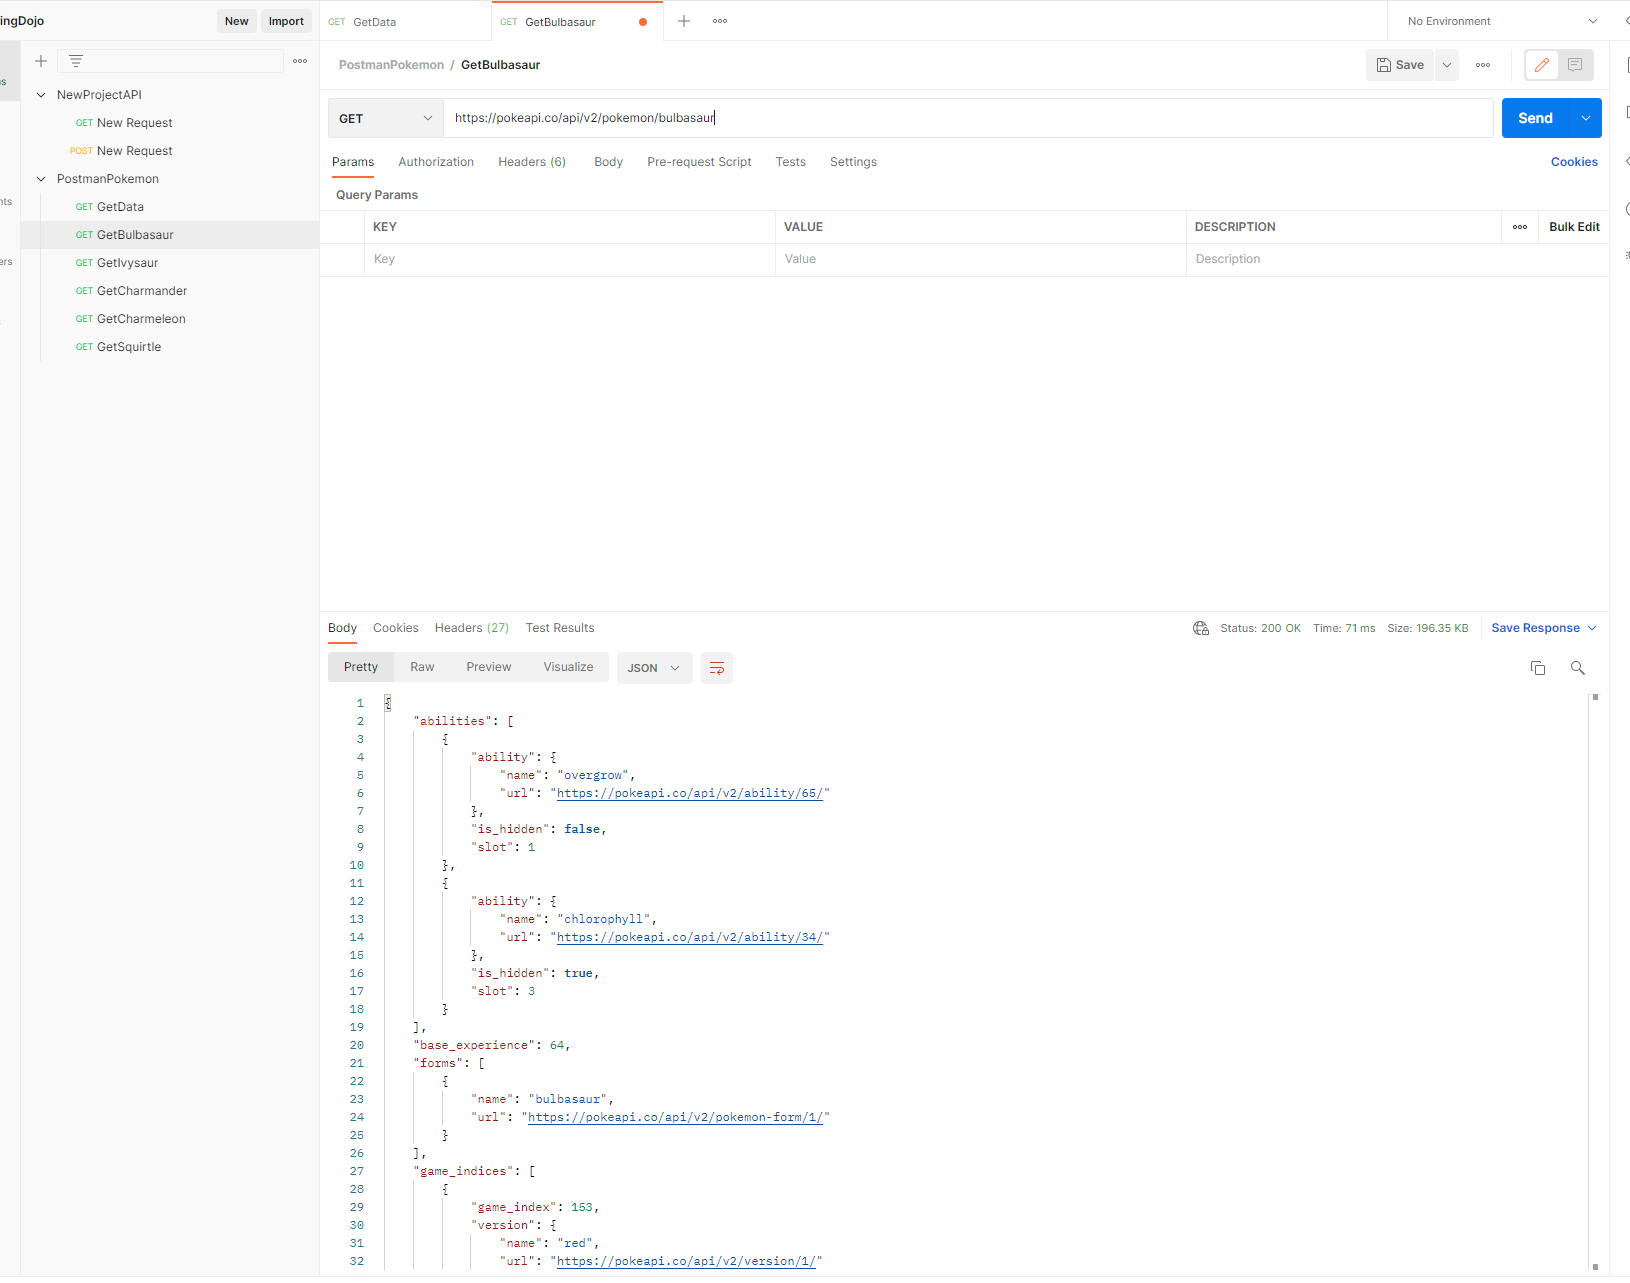 ingDojo
New Import
GET GetData
GET GetBulbasaur
No Environment
s
nts
ers
NewProjectAPI
GET New Request
POST New Request
PostmanPokemon
GET GetData
GET GetBulbasaur
GET GetIvysaur
GET GetCharmander
GET GetCharmeleon
GET GetSquirtle
PostmanPokemon / GetBulbasaur
Save
GET https://pokeapi.co/api/v2/pokemon/bulbasaur
Send
Params Authorization Headers (6) Body Pre-request Script Tests Settings Cookies
Query Params
KEY VALUE DESCRIPTION Bulk Edit
Key Value Description
Body Cookies Headers (27) Test Results Status: 200 OK Time: 71 ms Size: 196.35 KB Save Response
Pretty Raw Preview Visualize JSON
1 {
2 "abilities": [
3 {
4 "ability": {
5 "name": "overgrow",
6 "url": "https://pokeapi.co/api/v2/ability/65/"
7 },
8 "is_hidden": false,
9 "slot": 1
10 },
11 {
12 "ability": {
13 "name": "chlorophyll",
14 "url": "https://pokeapi.co/api/v2/ability/34/"
15 },
16 "is_hidden": true,
17 "slot": 3
18 }
19 ],
20 "base_experience": 64,
21 "forms": [
22 {
23 "name": "bulbasaur",
24 "url": "https://pokeapi.co/api/v2/pokemon-form/1/"
25 }
26 ],
27 "game_indices": [
28 {
29 "game_index": 153,
30 "version": {
31 "name": "red",
32 "url": "https://pokeapi.co/api/v2/version/1/"